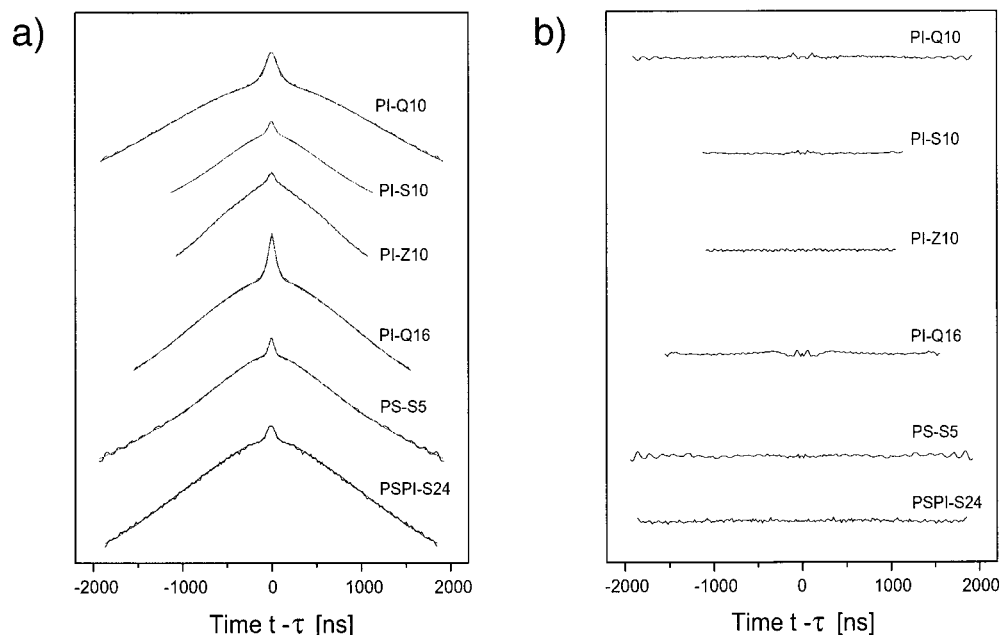 a)
PI-Q10
PI-S10
PI-Z10
PI-Q16
PS-S5
PSPI-S24
-2000 -1000 0 1000 2000
Time t - τ [ns]
b)
PI-Q10
PI-S10
PI-Z10
PI-Q16
PS-S5
PSPI-S24
-2000 -1000 0 1000 2000
Time t - τ [ns]